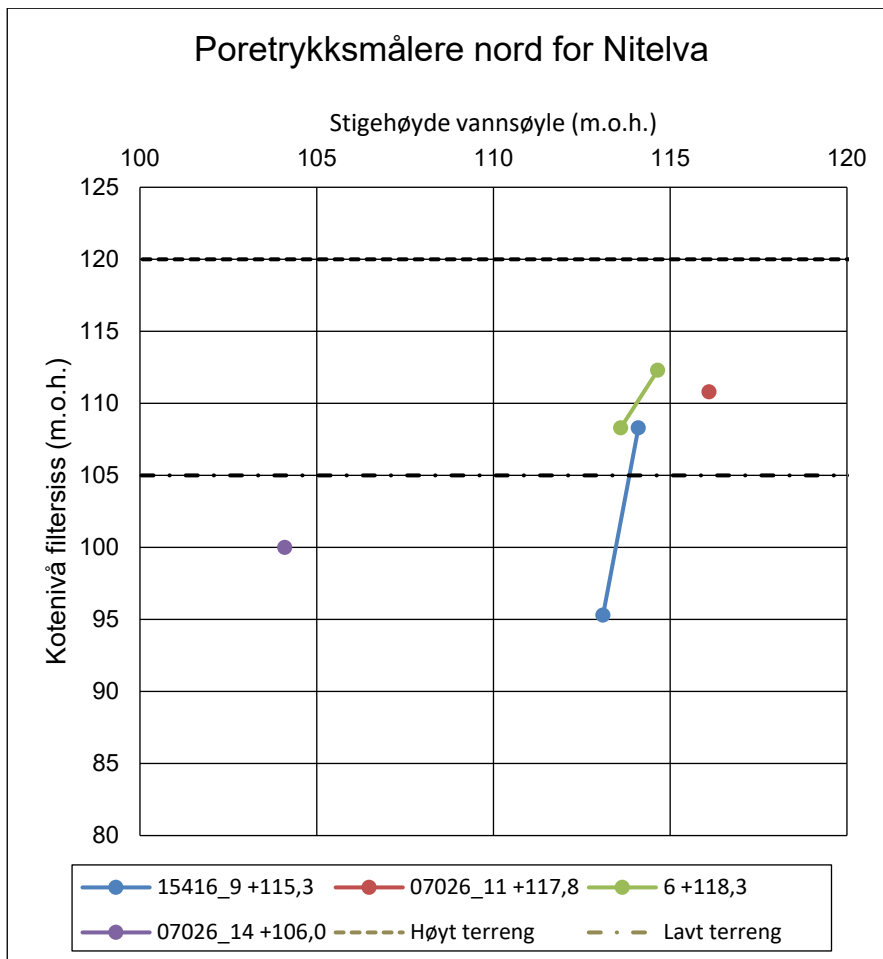 Poretrykksmålere nord for Nitelva
Stigehøyde vannsøyle (m.o.h.)
100 105 110 115 120
Kotenivå filtersiss (m.o.h.)
125
120
115
110
105
100
95
90
85
80
15416_9 +115,3 07026_11 +117,8 6 +118,3
07026_14 +106,0 Høyt terreng Lavt terreng